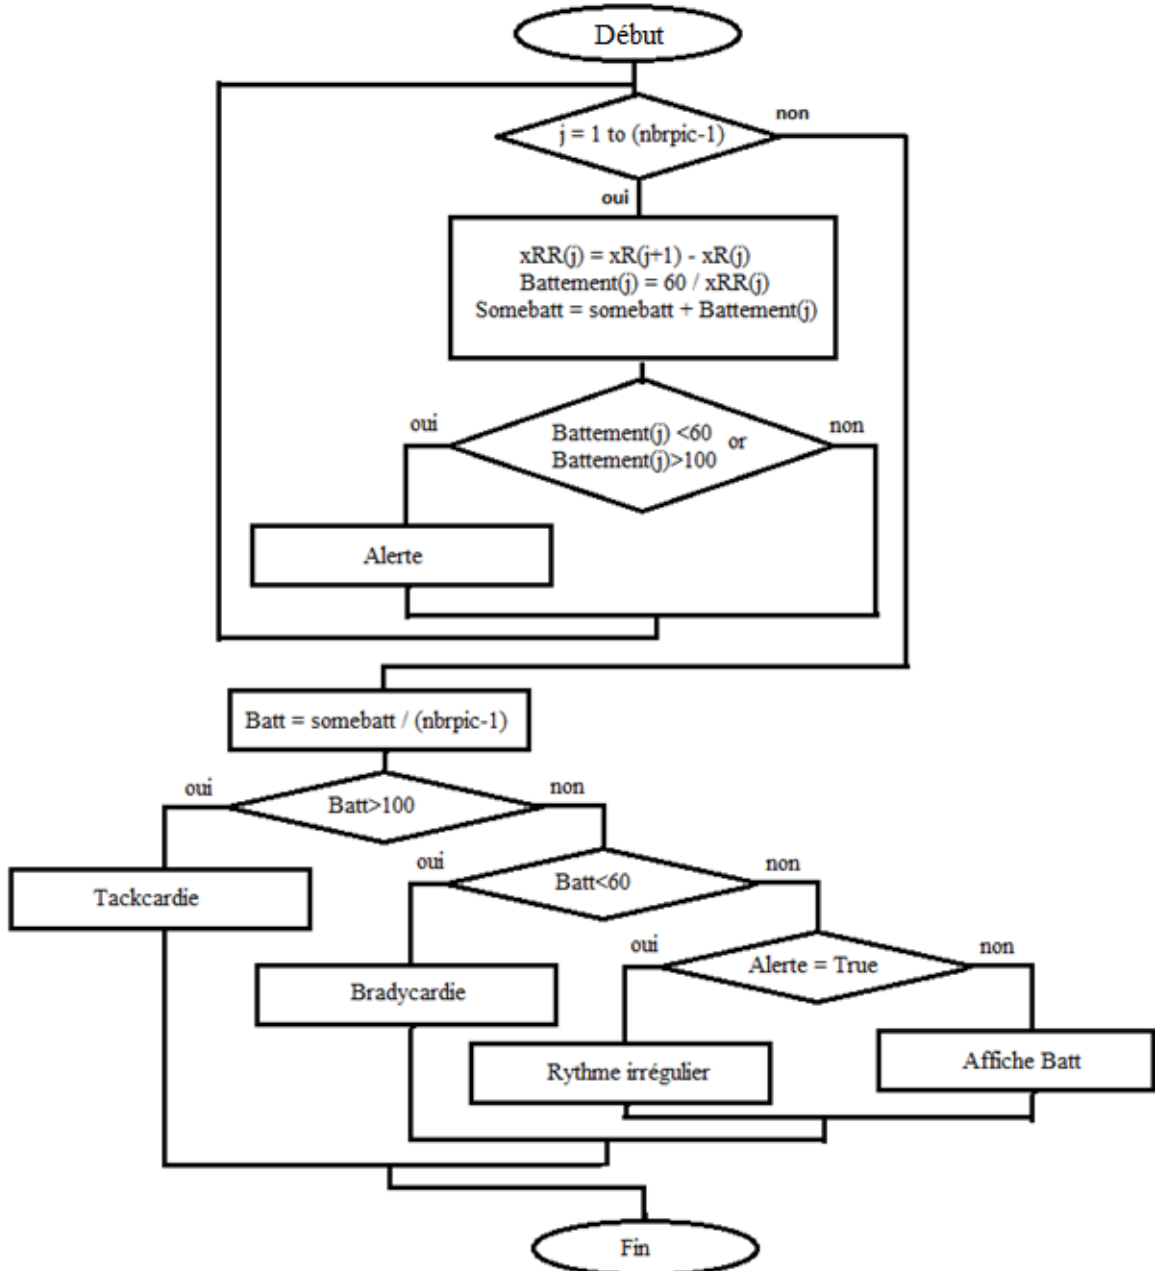 Début
j = 1 to (nbrpic-1)
non
oui
xRR(j) = xR(j+1) - xR(j)
Battement(j) = 60 / xRR(j)
Somebatt = somebatt + Battement(j)
oui
Battement(j) <60 or
Battement(j)>100
non
Alerte
Batt = somebatt / (nbrpic-1)
oui
Batt>100
non
Tackcardie
oui
Batt<60
non
Bradycardie
oui
Alerte = True
non
Rythme irrégulier
Affiche Batt
Fin